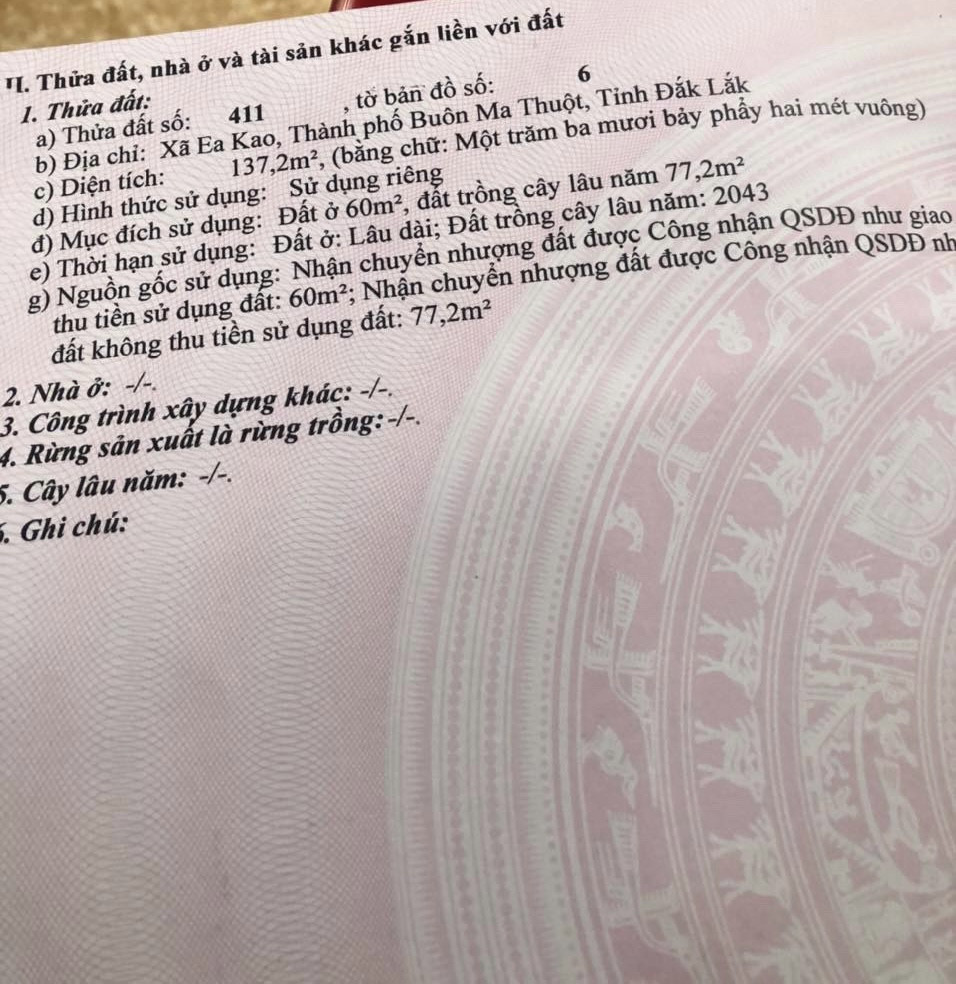 II. Thửa đất, nhà ở và tài sản khác gắn liền với đất
1. Thửa đất:
a) Thửa đất số: 411 , tờ bản đồ số: 6
b) Địa chỉ: Xã Ea Kao, Thành phố Buôn Ma Thuột, Tỉnh Đắk Lắk
c) Diện tích: 137,2m², (bằng chữ: Một trăm ba mươi bảy phẩy hai mét vuông)
d) Hình thức sử dụng: Sử dụng riêng
đ) Mục đích sử dụng: Đất ở 60m², đất trồng cây lâu năm 77,2m²
e) Thời hạn sử dụng: Đất ở: Lâu dài; Đất trồng cây lâu năm: 2043
g) Nguồn gốc sử dụng: Nhận chuyển nhượng đất được Công nhận QSDĐ như giao
thu tiền sử dụng đất: 60m²; Nhận chuyển nhượng đất được Công nhận QSDĐ nh
đất không thu tiền sử dụng đất: 77,2m²
2. Nhà ở: -/-.
3. Công trình xây dựng khác: -/-.
4. Rừng sản xuất là rừng trồng: -/-.
5. Cây lâu năm: -/-.
6. Ghi chú: